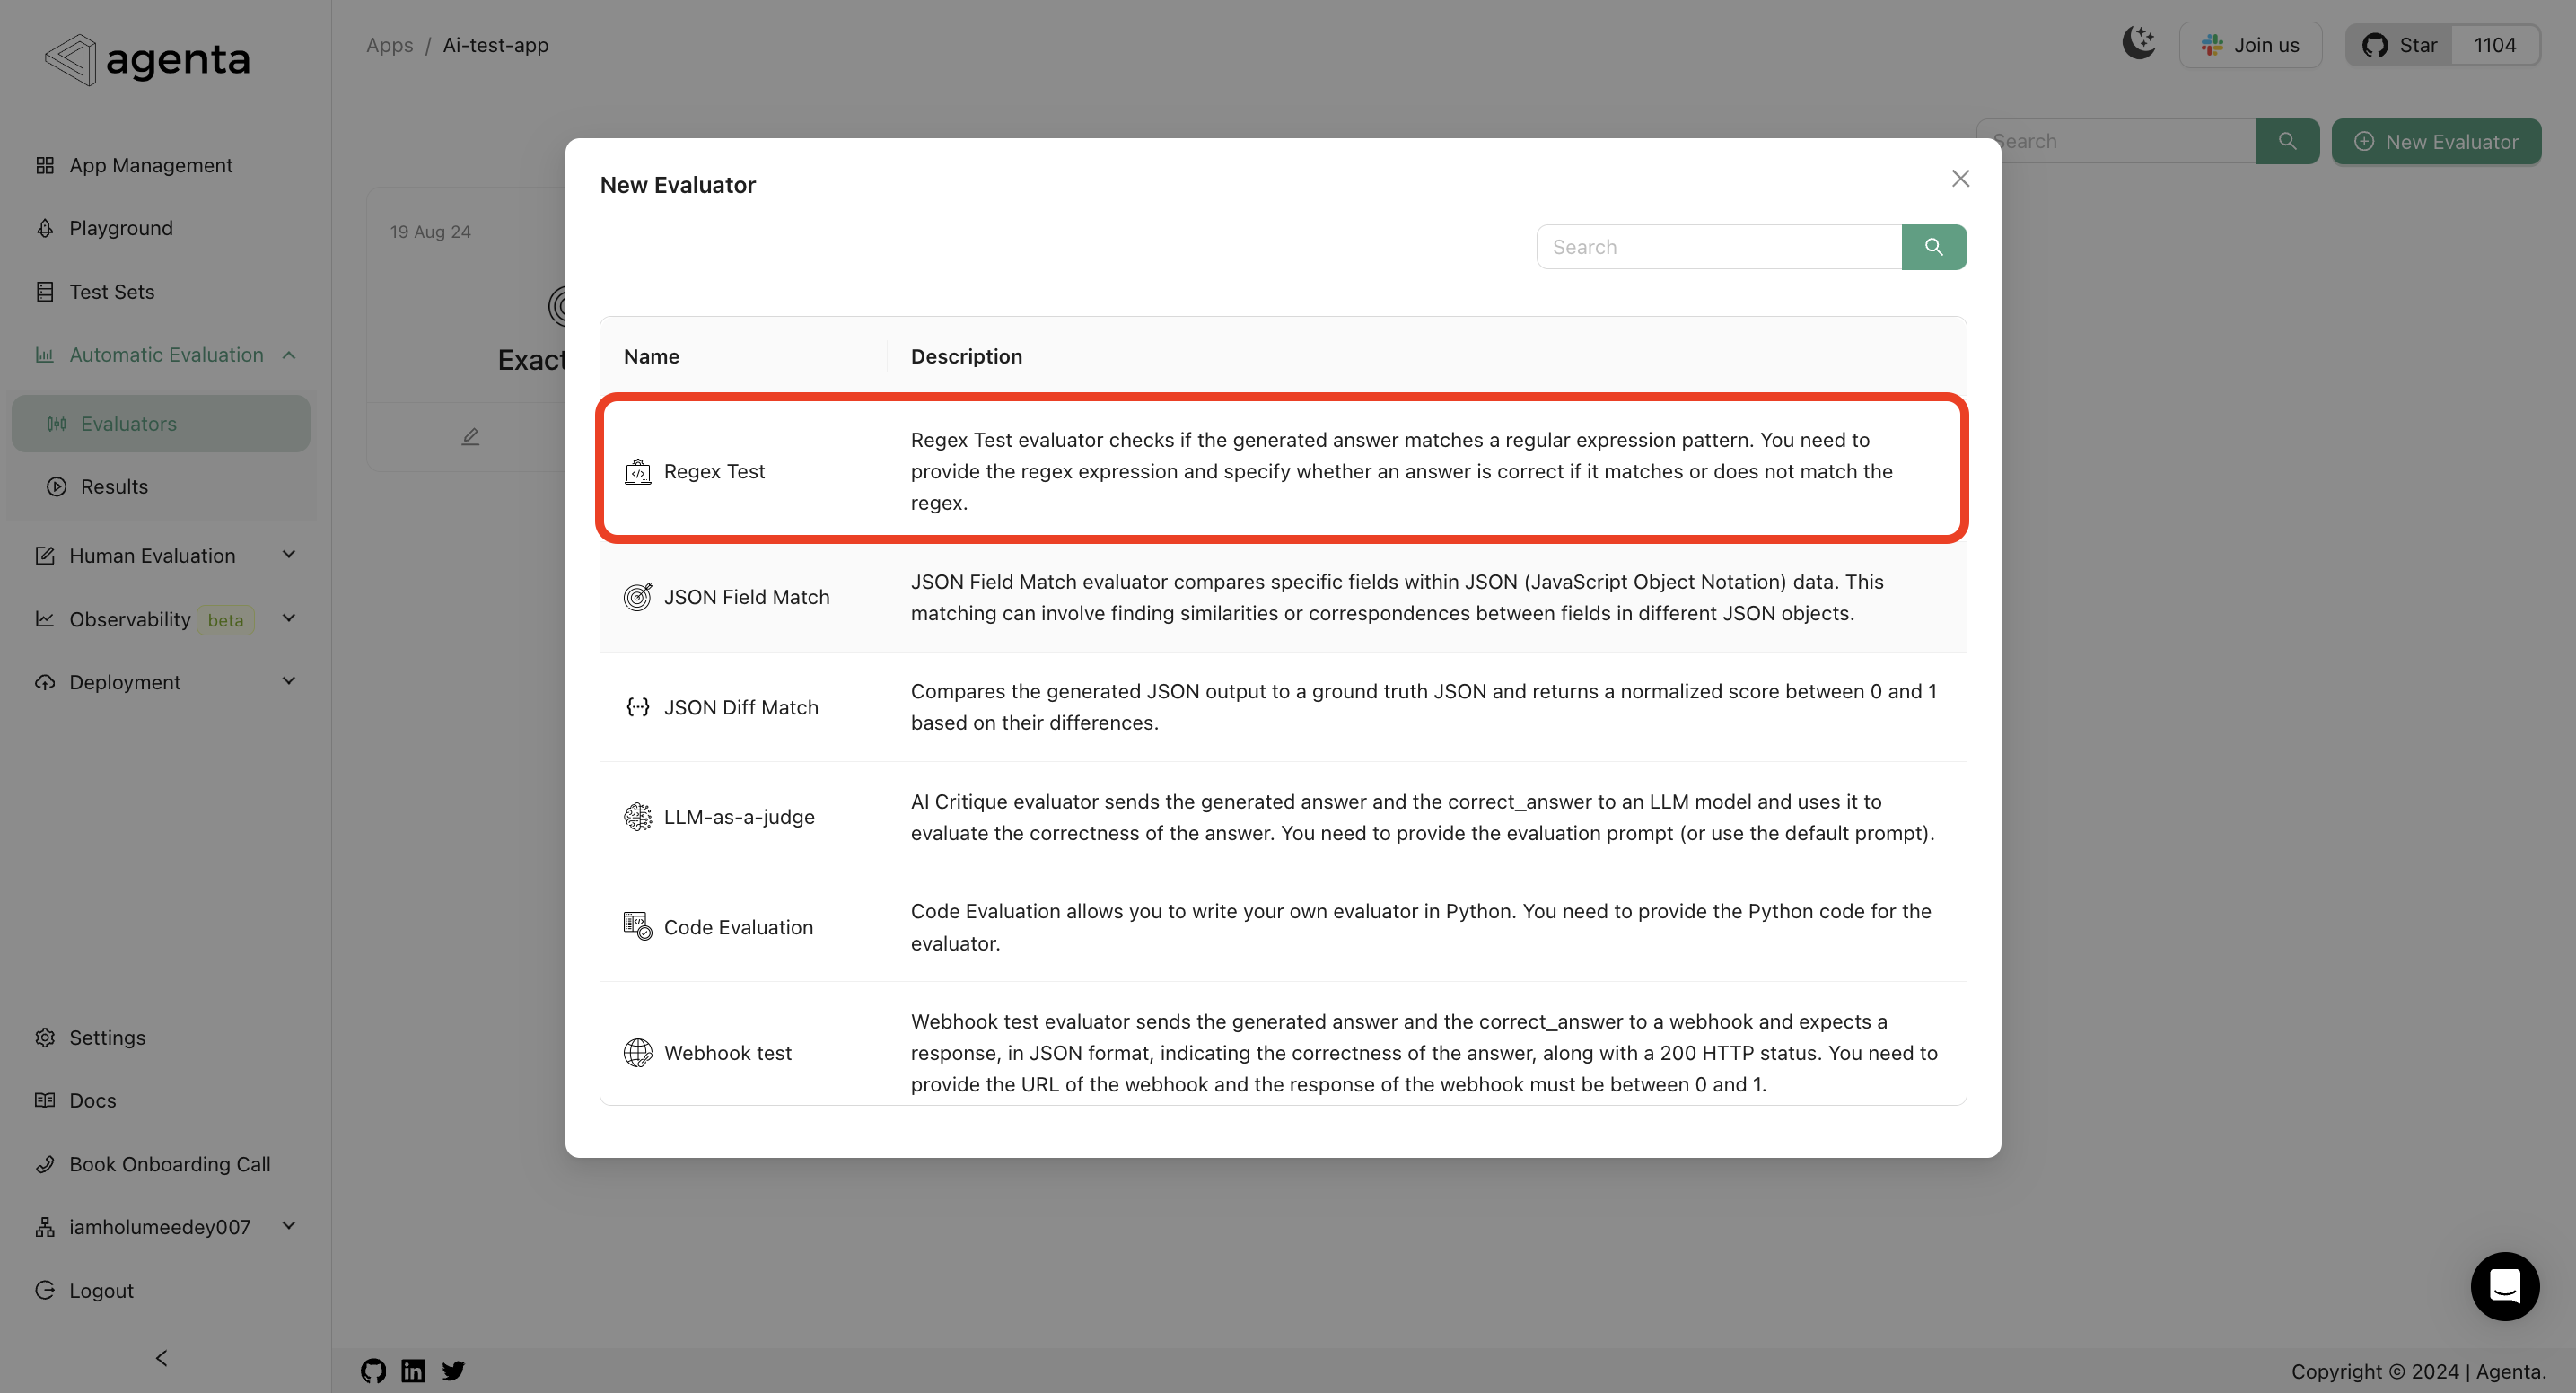 agenta
Apps / Ai-test-app
Join us
Star 1104
App Management
Playground
Test Sets
Automatic Evaluation
Evaluators
Results
Human Evaluation
Observability beta
Deployment
Settings
Docs
Book Onboarding Call
iamholumeedey007
Logout
Search
New Evaluator
19 Aug 24
Exact
New Evaluator
Search
Name Description
Regex Test
Regex Test evaluator checks if the generated answer matches a regular expression pattern. You need to
provide the regex expression and specify whether an answer is correct if it matches or does not match the
regex.
JSON Field Match
JSON Field Match evaluator compares specific fields within JSON (JavaScript Object Notation) data. This
matching can involve finding similarities or correspondences between fields in different JSON objects.
JSON Diff Match
Compares the generated JSON output to a ground truth JSON and returns a normalized score between 0 and 1
based on their differences.
LLM-as-a-judge
AI Critique evaluator sends the generated answer and the correct_answer to an LLM model and uses it to
evaluate the correctness of the answer. You need to provide the evaluation prompt (or use the default prompt).
Code Evaluation
Code Evaluation allows you to write your own evaluator in Python. You need to provide the Python code for the
evaluator.
Webhook test
Webhook test evaluator sends the generated answer and the correct_answer to a webhook and expects a
response, in JSON format, indicating the correctness of the answer, along with a 200 HTTP status. You need to
provide the URL of the webhook and the response of the webhook must be between 0 and 1.
Copyright © 2024 | Agenta.